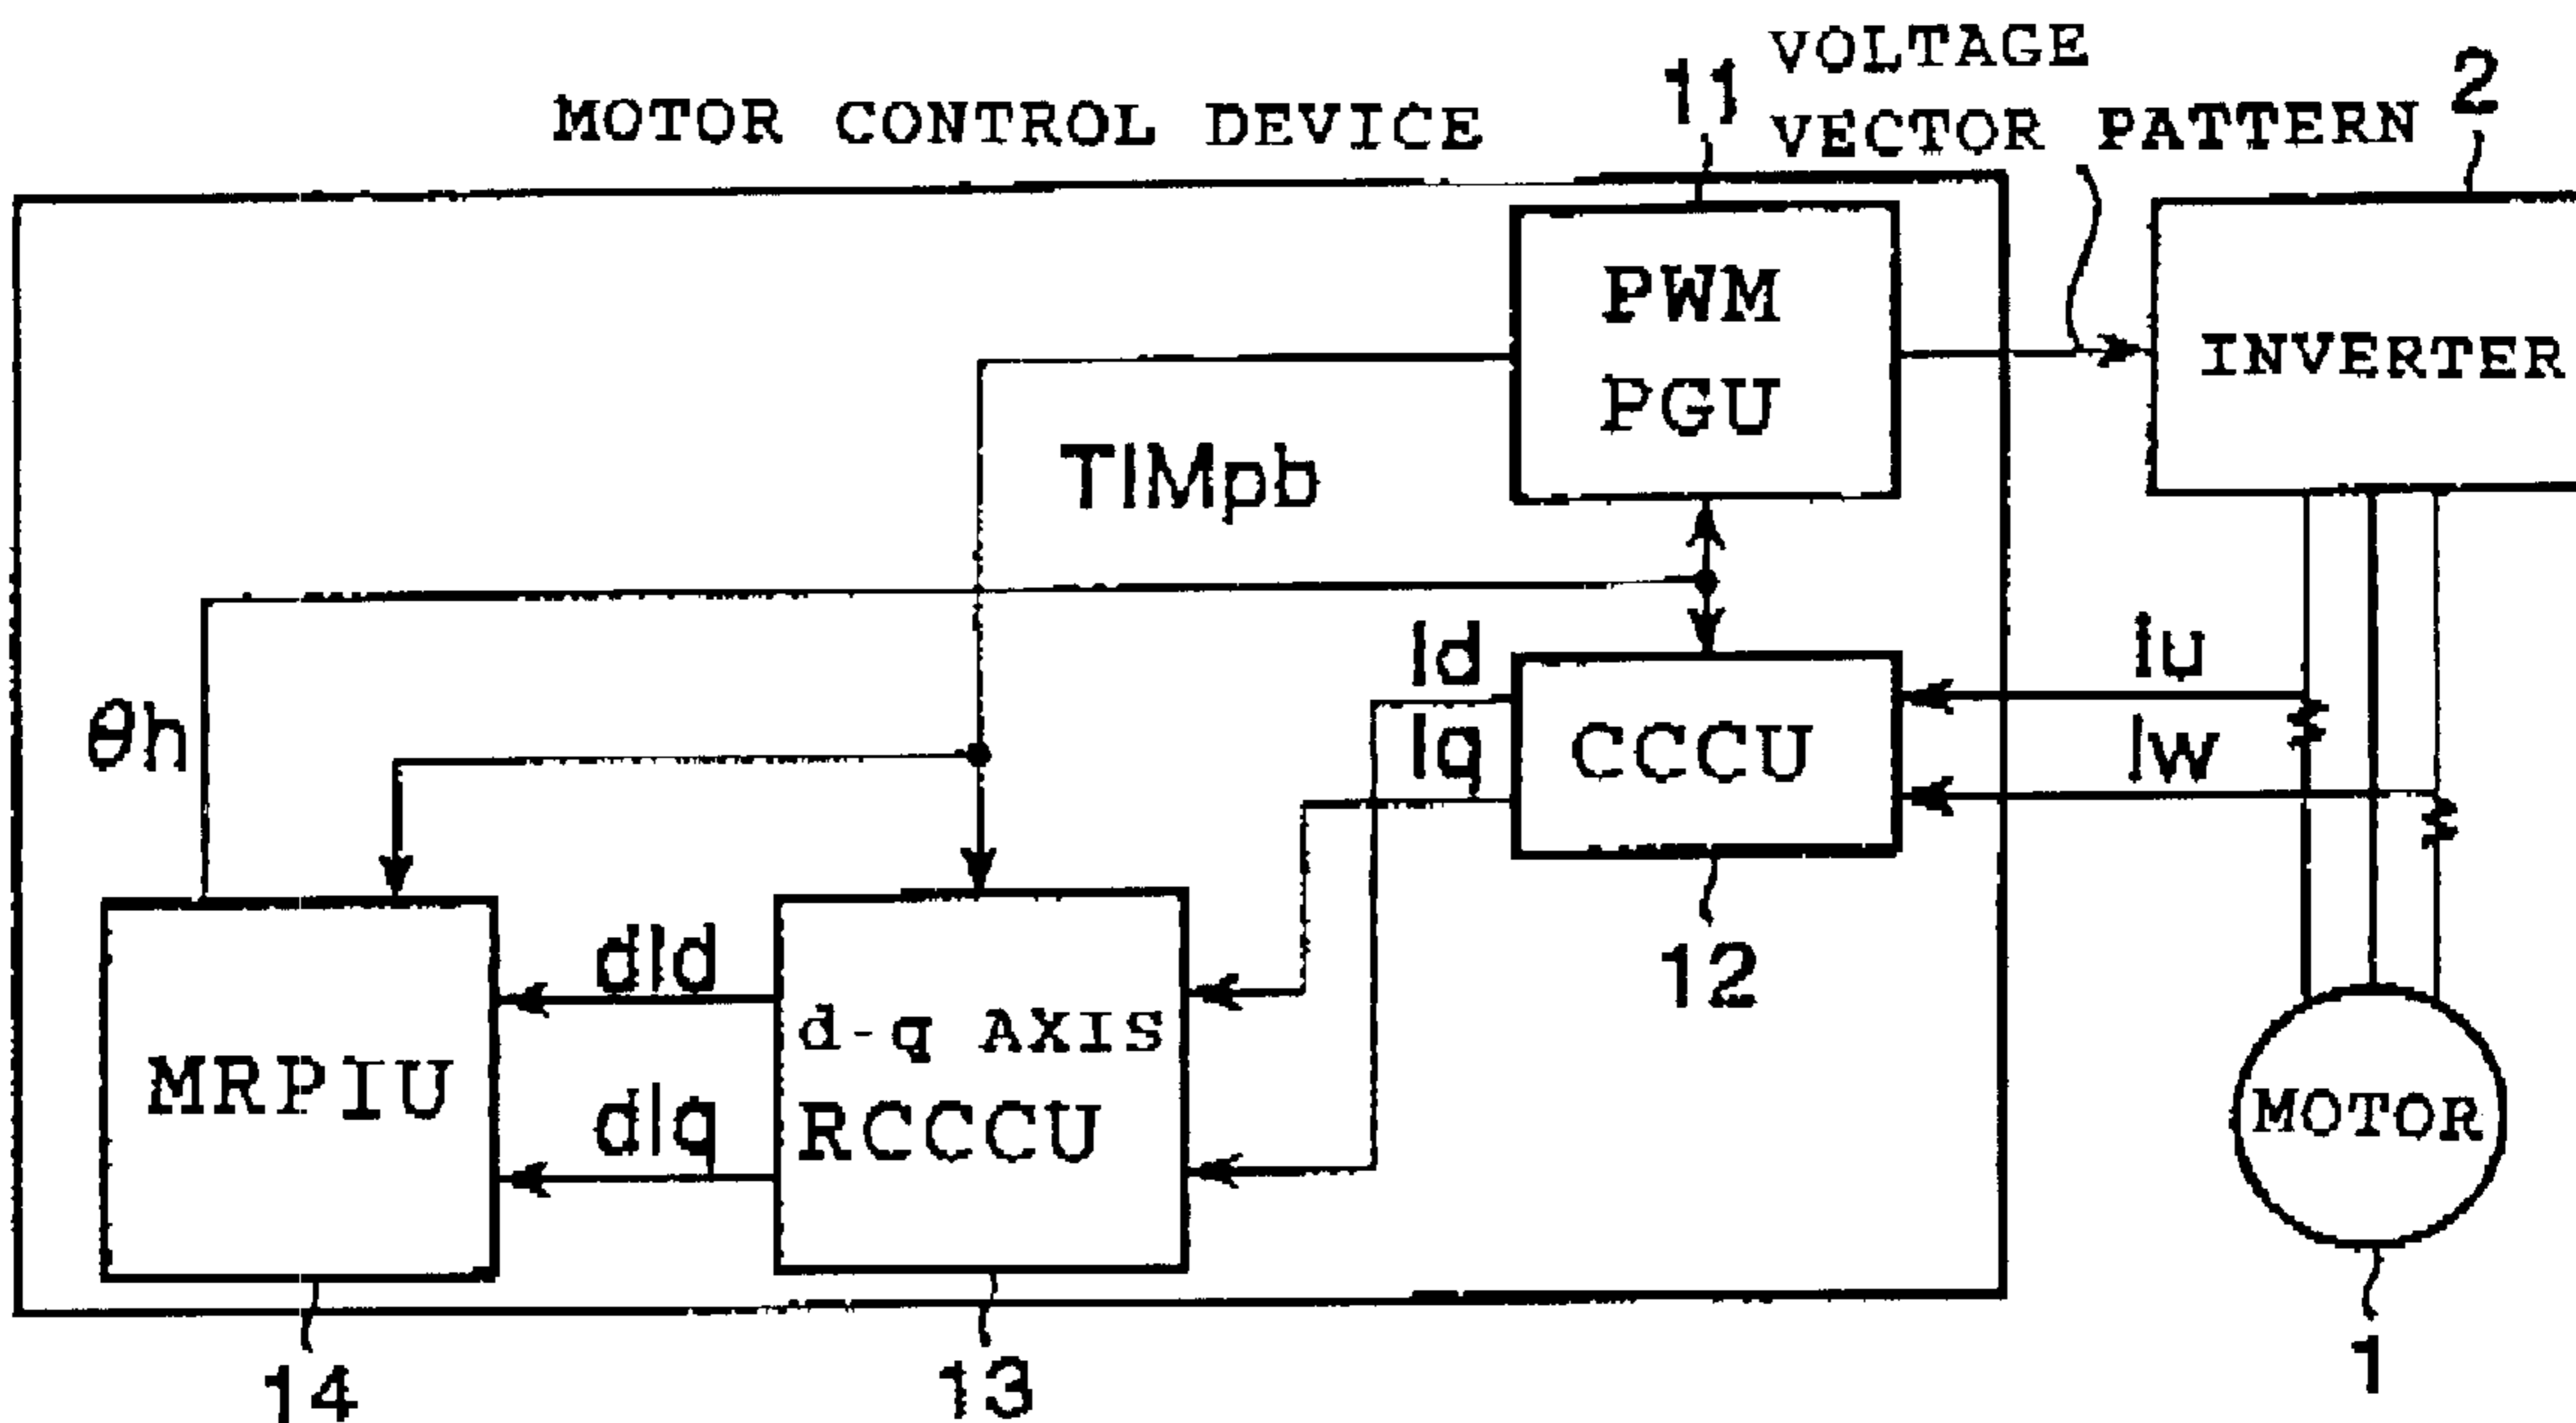 VOLTAGE
VECTOR PATTERN
11
2
MOTOR CONTROL DEVICE
PWM
PGU
INVERTER
TIMpb
θh
Id
Iq
CCCU
Iu
Iw
12
dId
dIq
MRPIU
d-q AXIS
RCCCU
MOTOR
14
13
1